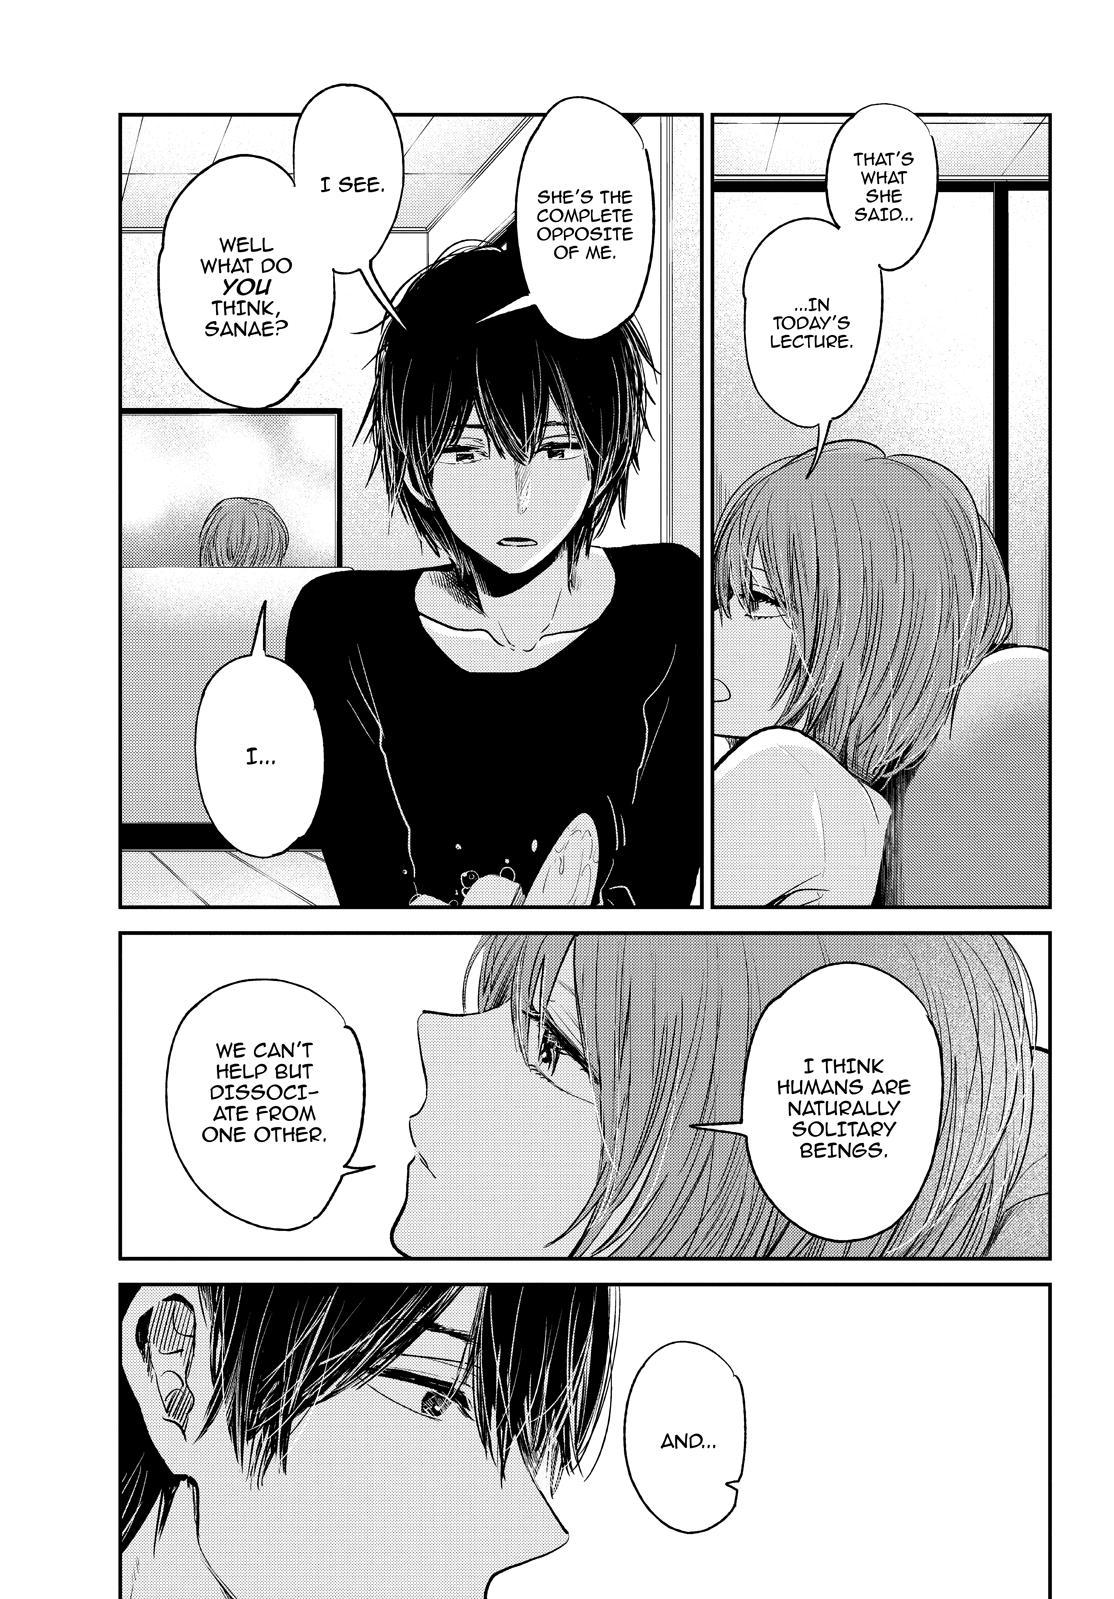 THAT'S
WHAT
SHE
SAID...
...IN
TODAY'S
LECTURE.
SHE'S THE
COMPLETE
OPPOSITE
OF ME.
I SEE.
WELL
WHAT DO
YOU
THINK,
SANAE?
I...
I THINK
HUMANS ARE
NATURALLY
SOLITARY
BEINGS.
WE CAN'T
HELP BUT
DISSOCI-
ATE FROM
ONE OTHER.
AND...